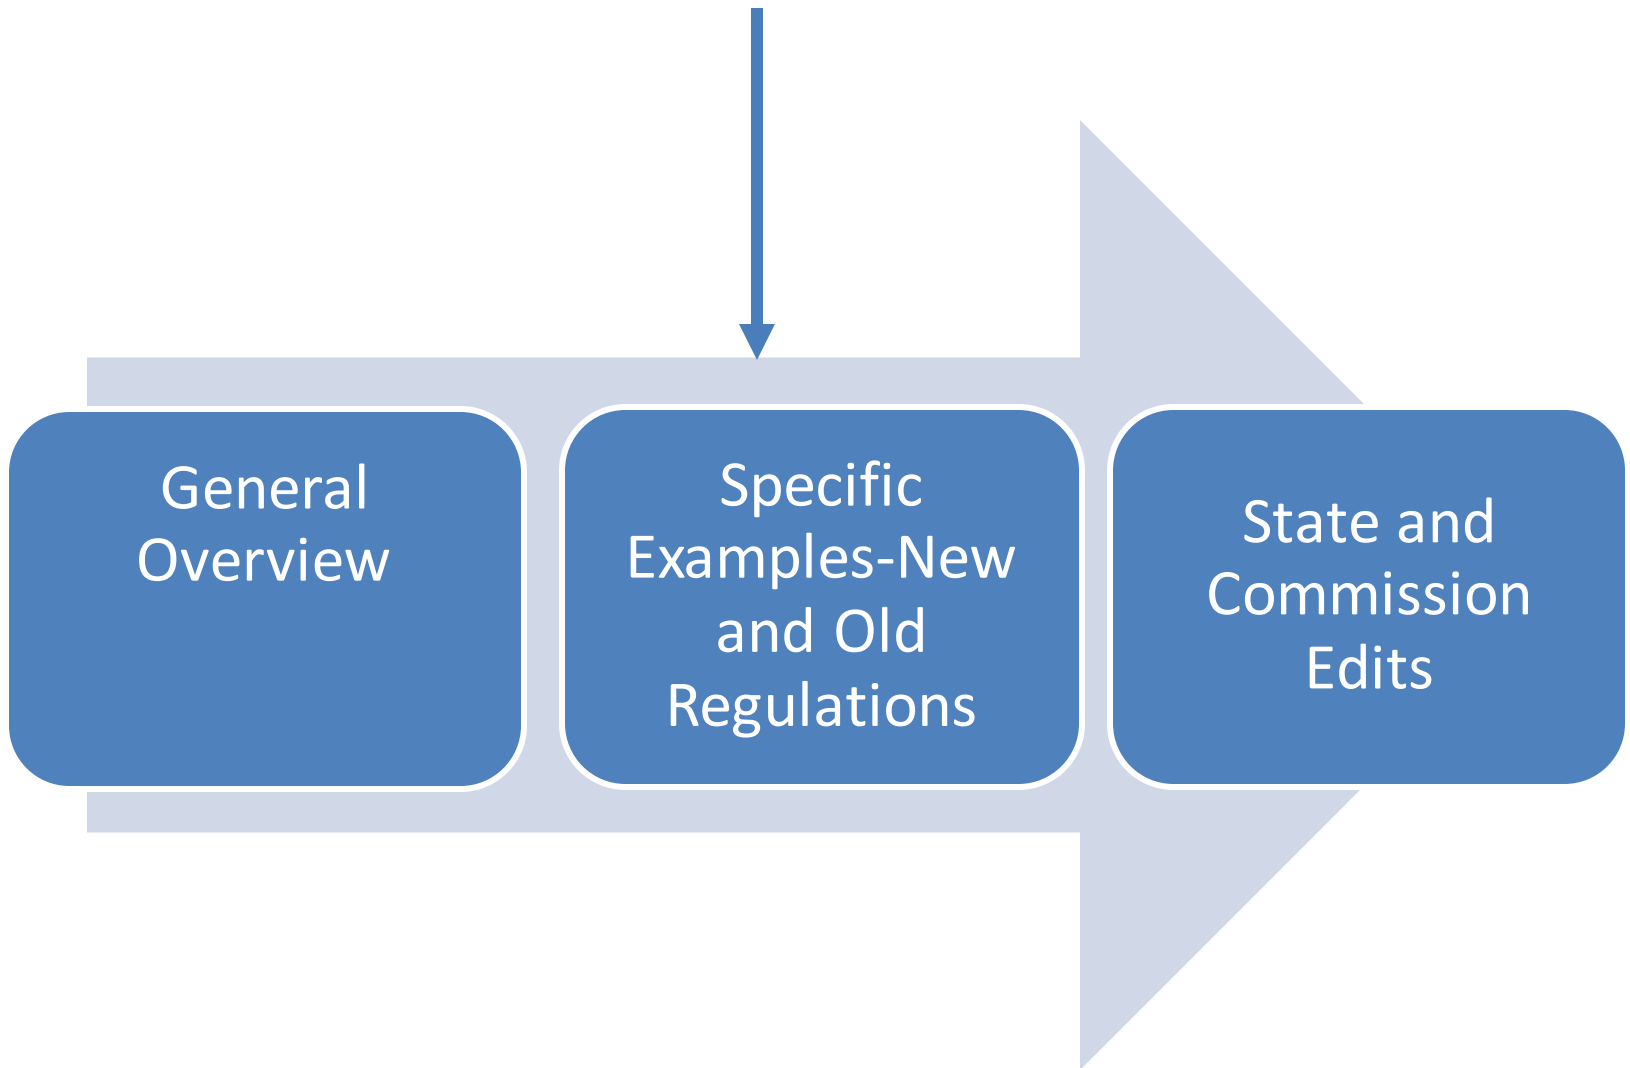 General
Overview
Specific
Examples-New
and Old
Regulations
State and
Commission
Edits